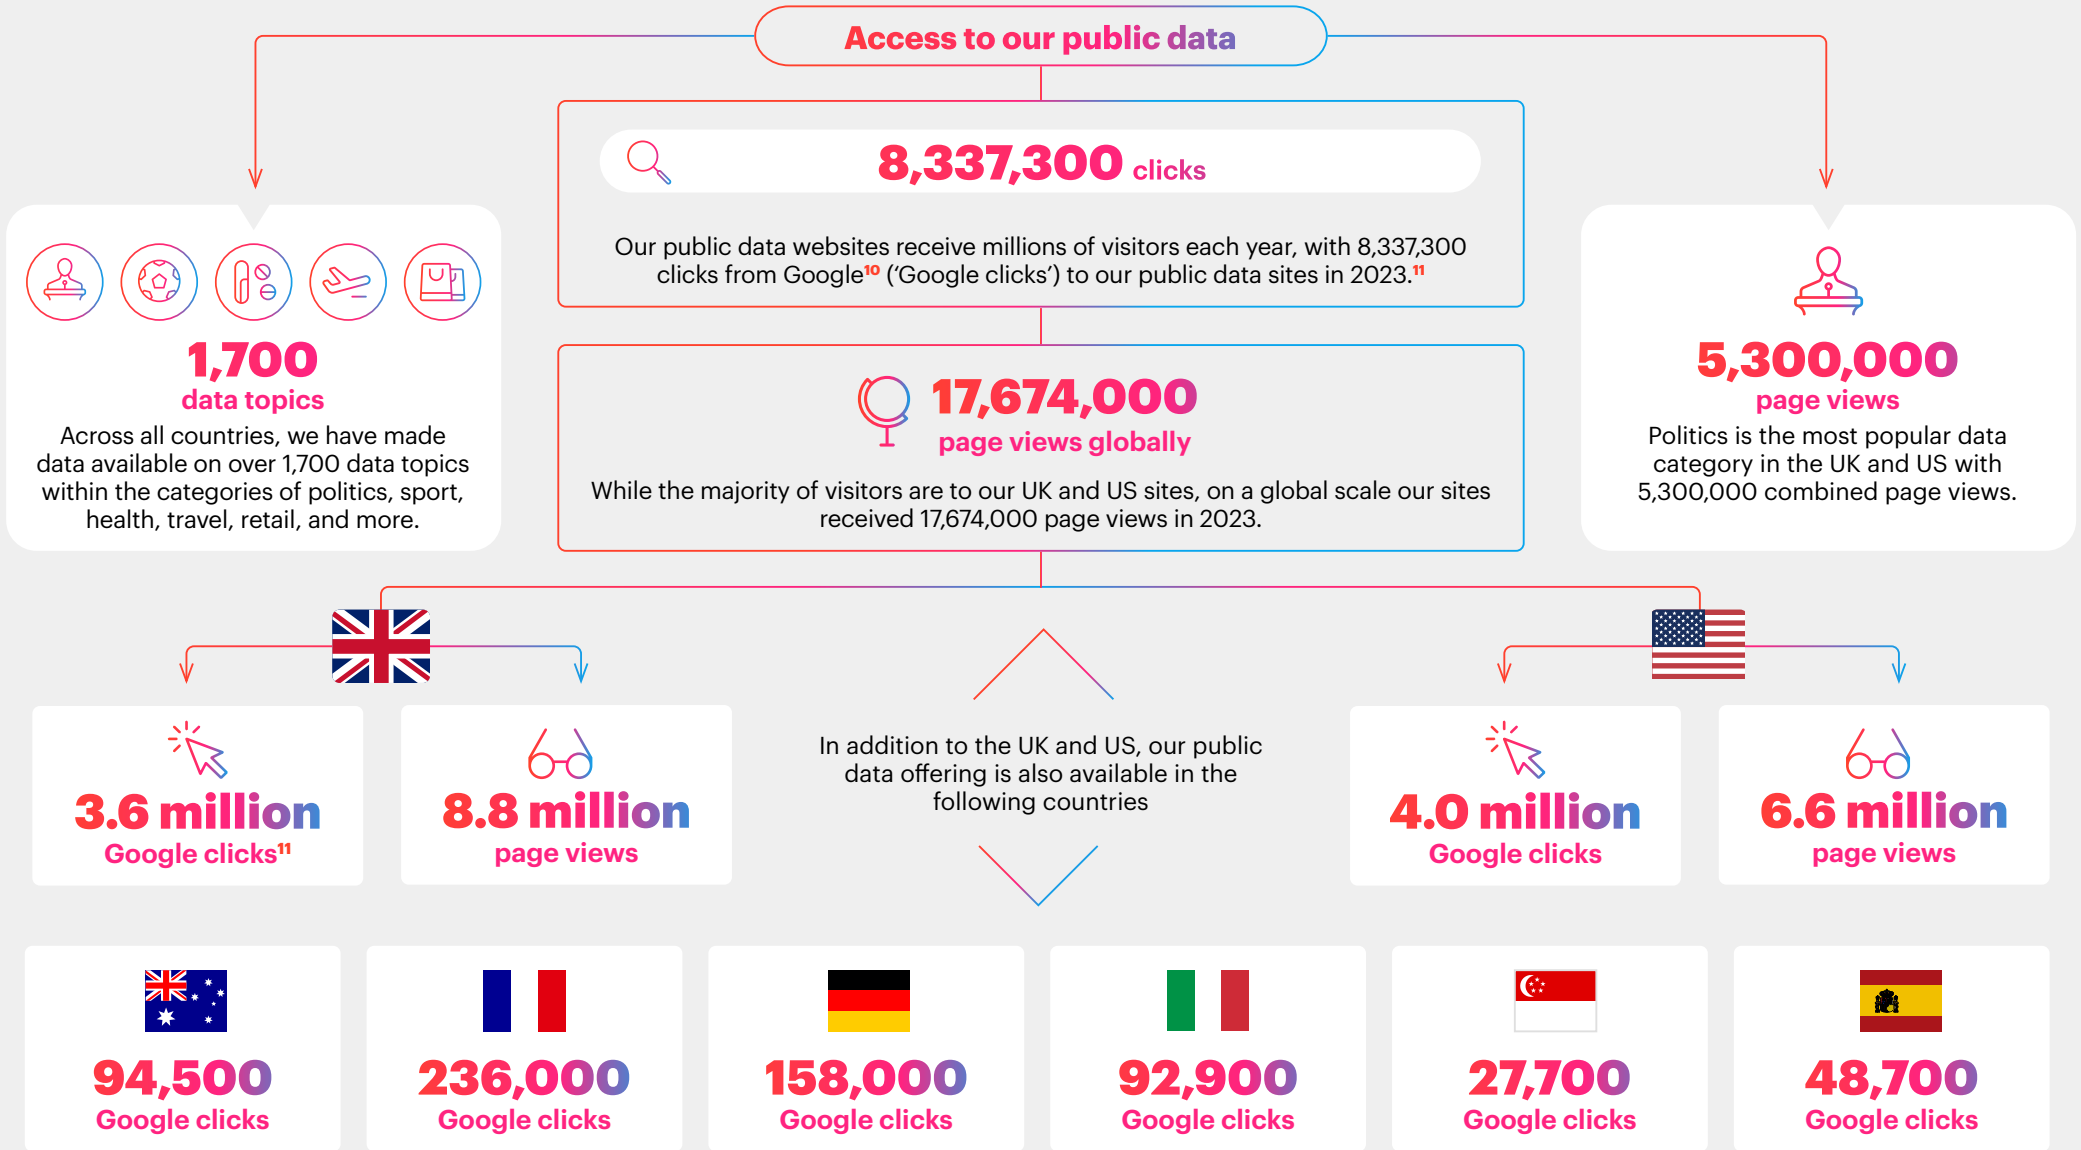 Access to our public data
8,337,300 clicks
Our public data websites receive millions of visitors each year, with 8,337,300
clicks from Google¹⁰ (‘Google clicks’) to our public data sites in 2023.¹¹
1,700
data topics
Across all countries, we have made
data available on over 1,700 data topics
within the categories of politics, sport,
health, travel, retail, and more.
17,674,000
page views globally
While the majority of visitors are to our UK and US sites, on a global scale our sites
received 17,674,000 page views in 2023.
5,300,000
page views
Politics is the most popular data
category in the UK and US with
5,300,000 combined page views.
3.6 million
Google clicks¹¹
8.8 million
page views
In addition to the UK and US, our public
data offering is also available in the
following countries
4.0 million
Google clicks
6.6 million
page views
94,500
Google clicks
236,000
Google clicks
158,000
Google clicks
92,900
Google clicks
27,700
Google clicks
48,700
Google clicks